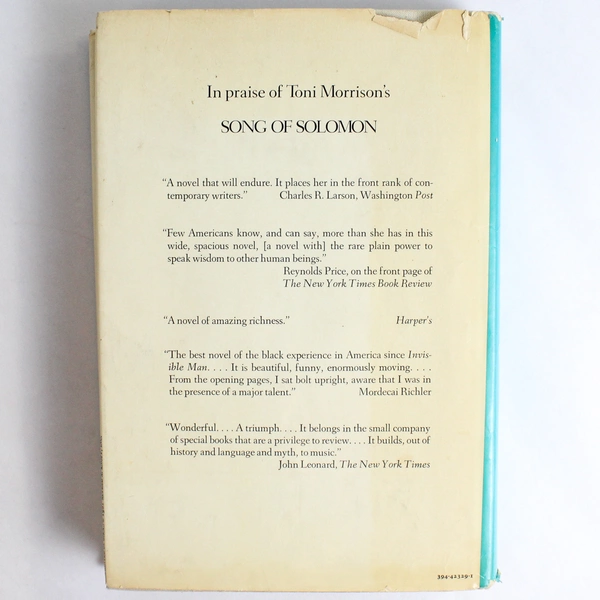 In praise of Toni Morrison's
SONG OF SOLOMON
"A novel that will endure. It places her in the front rank of con-
temporary writers." Charles R. Larson, Washington Post
"Few Americans know, and can say, more than she has in this
wide, spacious novel, [a novel with] the rare plain power to
speak wisdom to other human beings."
Reynolds Price, on the front page of
The New York Times Book Review
"A novel of amazing richness." Harper's
"The best novel of the black experience in America since Invis-
ible Man. . . . It is beautiful, funny, enormously moving. . . .
From the opening pages, I sat bolt upright, aware that I was in
the presence of a major talent." Mordecai Richler
"Wonderful. . . . A triumph. . . . It belongs in the small company
of special books that are a privilege to review. . . . It builds, out of
history and language and myth, to music."
John Leonard, The New York Times
394-42329-1